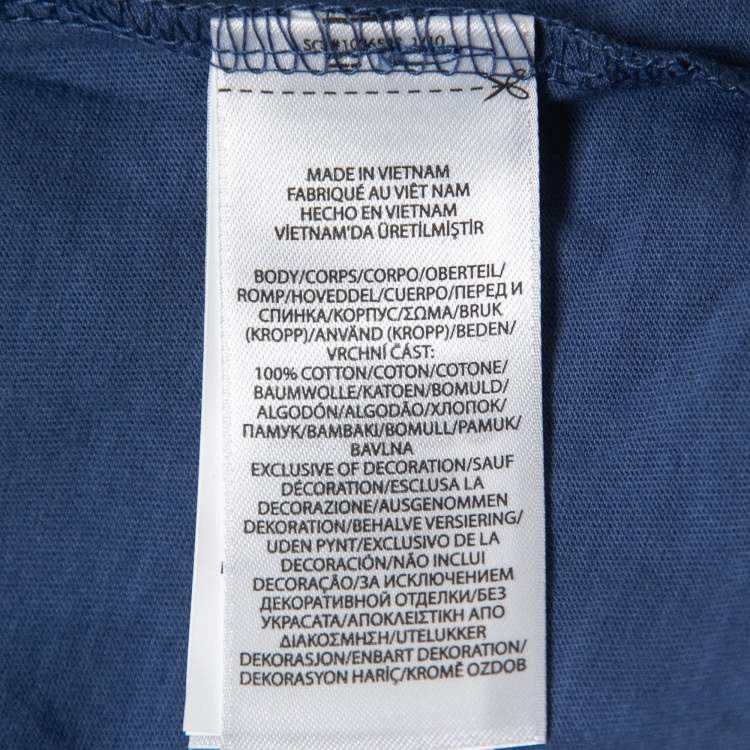 MADE IN VIETNAM
FABRIQUÉ AU VIÊT NAM
HECHO EN VIETNAM
VİETNAM'DA ÜRETİLMİŞTİR
BODY/CORPS/CORPO/OBERTEIL/
ROMP/HOVEDDEL/CUERPO/ПЕРЕД И
СПИНКА/КОРПУС/ΣΩΜΑ/BRUK
(KROPP)/ANVÄND (KROPP)/BEDEN/
VRCHNÍ ČÁST:
100% COTTON/COTON/COTONE/
BAUMWOLLE/KATOEN/BOMULD/
ALGODÓN/ALGODÃO/ХЛОПОК/
ПАМУК/ΒΑΜΒΑΚΙ/BOMULL/PAMUK/
BAVLNA
EXCLUSIVE OF DECORATION/SAUF
DÉCORATION/ESCLUSA LA
DECORAZIONE/AUSGENOMMEN
DEKORATION/BEHALVE VERSIERING/
UDEN PYNT/EXCLUSIVO DE LA
DECORACIÓN/NÃO INCLUI
DECORAÇÃO/ЗА ИСКЛЮЧЕНИЕМ
ДЕКОРАТИВНОЙ ОТДЕЛКИ/БЕЗ
УКРАСАТА/ΑΠΟΚΛΕΙΣΤΙΚΗ ΑΠΟ
ΔΙΑΚΟΣΜΗΣΗ/UTELUKKER
DEKORASJON/ENBART DEKORATION/
DEKORASYON HARİÇ/KROMĚ OZDOB